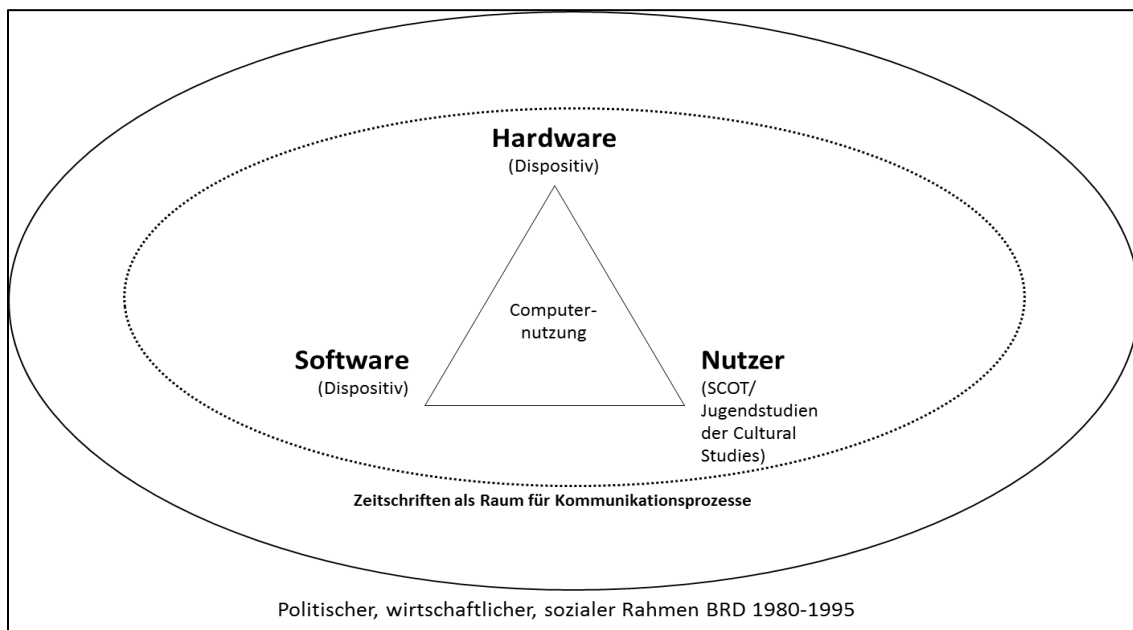 Hardware
(Dispositiv)
Computer-
nutzung
Software
(Dispositiv)
Nutzer
(SCOT/
Jugendstudien
der Cultural
Studies)
Zeitschriften als Raum für Kommunikationsprozesse
Politischer, wirtschaftlicher, sozialer Rahmen BRD 1980-1995